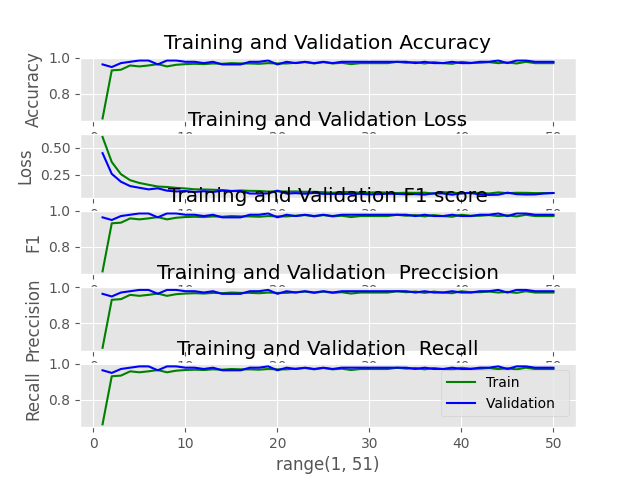 Training and Validation Accuracy
1.0
0.8
Accuracy
Training and Validation Loss
0.50
0.25
Loss
Training and Validation F1 score
1.0
0.8
F1
Training and Validation  Preccision
1.0
0.8
Preccision
Training and Validation  Recall
1.0
0.8
Recall
Train
Validation
0 10 20 30 40 50
range(1, 51)